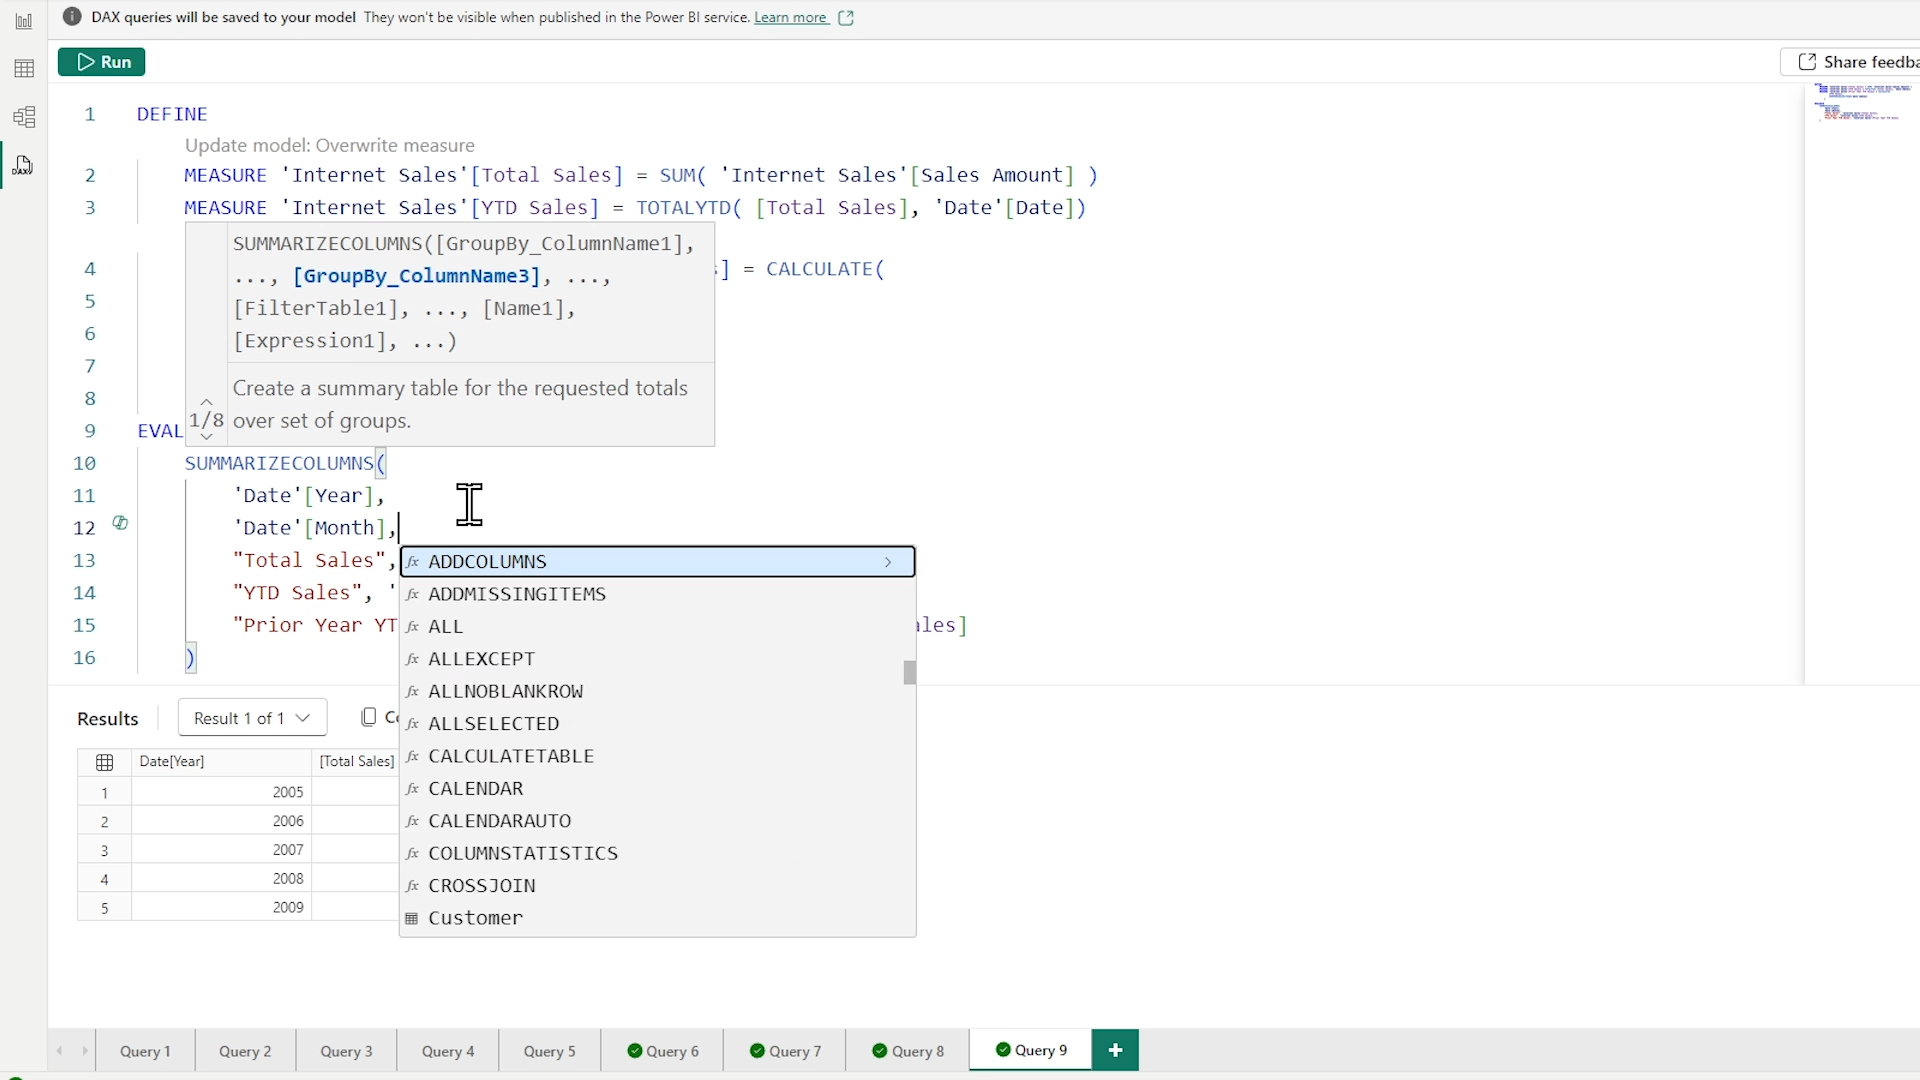 DAX queries will be saved to your model They won't be visible when published in the Power BI service. Learn more
Run
Share feedba
1 DEFINE
Update model: Overwrite measure
2 MEASURE 'Internet Sales'[Total Sales] = SUM( 'Internet Sales'[Sales Amount] )
3 MEASURE 'Internet Sales'[YTD Sales] = TOTALYTD( [Total Sales], 'Date'[Date])
SUMMARIZECOLUMNS([GroupBy_ColumnName1],
..., [GroupBy_ColumnName3], ...,
[FilterTable1], ..., [Name1],
[Expression1], ...)
Create a summary table for the requested totals
1/8 over set of groups.
4 ] = CALCULATE(
5
6
7
8
9 EVAL
10 SUMMARIZECOLUMNS(
11 'Date'[Year],
12 'Date'[Month],
13 "Total Sales",
14 "YTD Sales", '
15 "Prior Year YT ales]
16 )
ADDCOLUMNS
ADDMISSINGITEMS
ALL
ALLEXCEPT
ALLNOBLANKROW
ALLSELECTED
CALCULATETABLE
CALENDAR
CALENDARAUTO
COLUMNSTATISTICS
CROSSJOIN
Customer
Results Result 1 of 1 Co
Date[Year] [Total Sales]
1 2005
2 2006
3 2007
4 2008
5 2009
Query 1 Query 2 Query 3 Query 4 Query 5 Query 6 Query 7 Query 8 Query 9 +